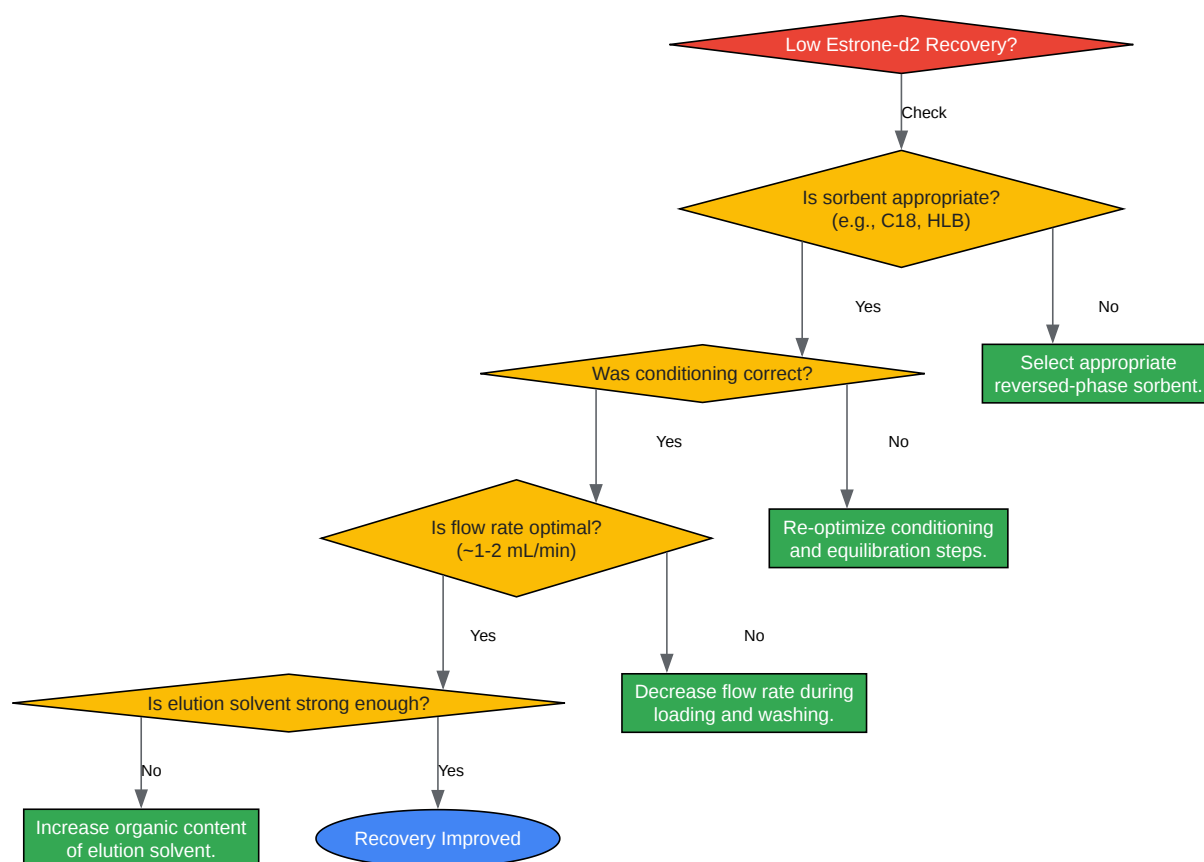 Low Estrone-d2 Recovery?
Check
Is sorbent appropriate?
(e.g., C18, HLB)
Yes
No
Select appropriate
reversed-phase sorbent.
Was conditioning correct?
Yes
No
Re-optimize conditioning
and equilibration steps.
Is flow rate optimal?
(~1-2 mL/min)
Yes
No
Decrease flow rate during
loading and washing.
Is elution solvent strong enough?
No
Yes
Increase organic content
of elution solvent.
Recovery Improved